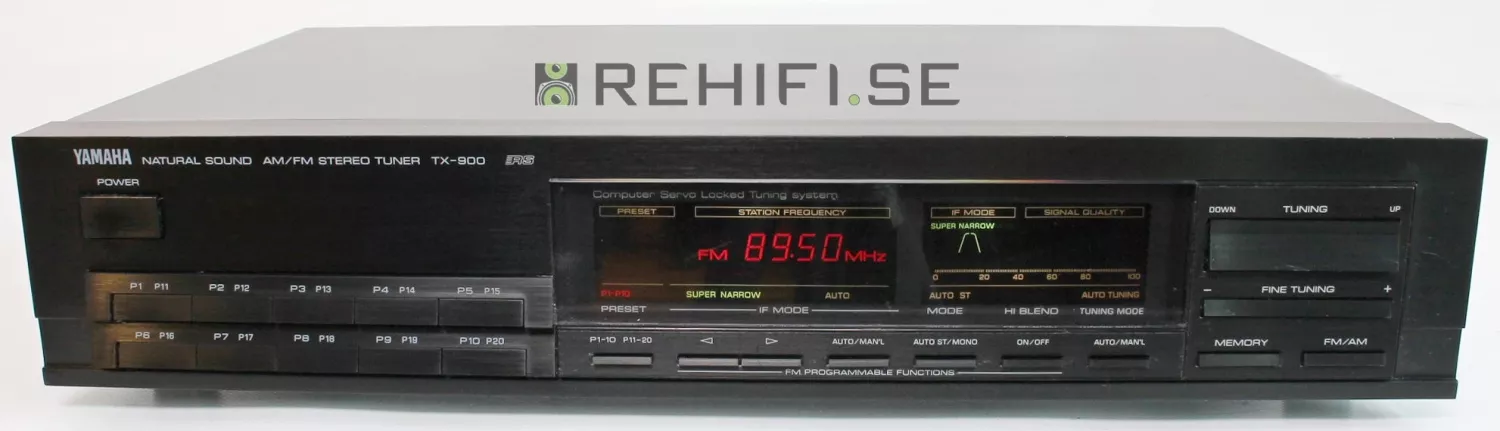 REHIFI.SE
YAMAHA NATURAL SOUND AM/FM STEREO TUNER TX-900 RS
POWER
P1 P11 P2 P12 P3 P13 P4 P14 P5 P15
P6 P16 P7 P17 P8 P18 P9 P19 P10 P20
Computer Servo Locked Tuning system
PRESET STATION FREQUENCY IF MODE SIGNAL QUALITY
SUPER NARROW
FM 89.50 MHz
0 20 40 60 80 100
P1-P10 SUPER NARROW AUTO AUTO ST AUTO TUNING
PRESET IF MODE MODE HI BLEND TUNING MODE
P1-10 P11-20 AUTO/MAN'L AUTO ST/MONO ON/OFF AUTO/MAN'L
FM PROGRAMMABLE FUNCTIONS
DOWN TUNING UP
− FINE TUNING +
MEMORY FM/AM